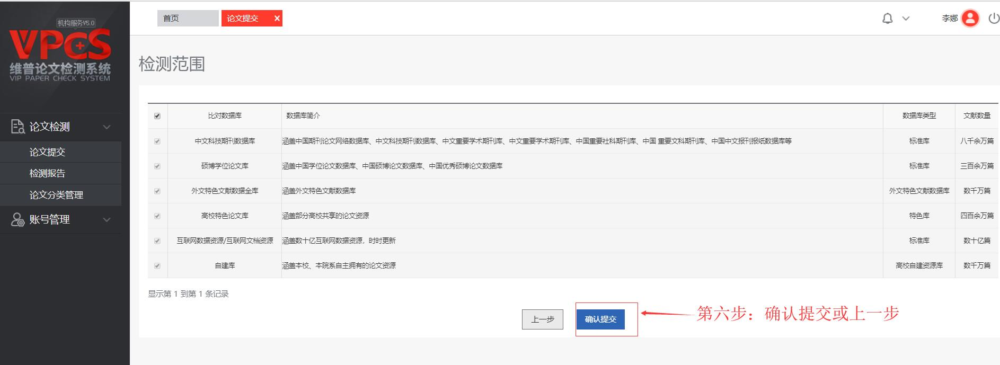 机构服务V5.0
VPCS
维普论文检测系统
VIP PAPER CHECK SYSTEM
首页
论文提交 ×
李娜
论文检测
论文提交
检测报告
论文分类管理
账号管理
检测范围
比对数据库 数据库简介 数据库类型 文献数量
中文科技期刊数据库 涵盖中国期刊论文网络数据库、中文科技期刊数据库、中文重要学术期刊库、中文重要学术期刊库、中国重要社科期刊库、中国 重要文科期刊库、中国中文报刊报纸数据库等 标准库 八千余万篇
硕博学位论文库 涵盖中国学位论文数据库、中国硕博论文数据库、中国优秀硕博论文数据库 标准库 三百余万篇
外文特色文献数据全库 涵盖外文特色文献数据库 外文特色文献数据库 数千万篇
高校特色论文库 涵盖部分高校共享的论文资源 特色库 四百余万篇
互联网数据资源/互联网文档资源 涵盖数十亿互联网数据资源，时时更新 标准库 数十亿篇
自建库 涵盖本校、本院系自主拥有的论文资源 高校自建资源库 数千万篇
显示第 1 到第 1 条记录
上一步 确认提交
第六步：确认提交或上一步